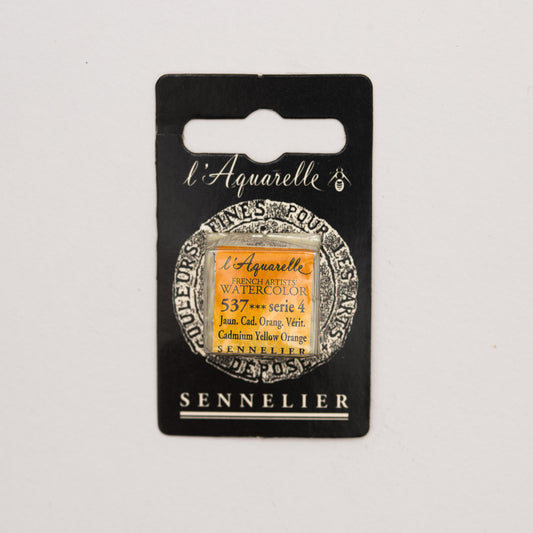 l'Aquarelle
COULEURS FINES POUR LES ARTS
l'Aquarelle
FRENCH ARTISTS'
WATERCOLOR
537 *** serie 4
Jaun. Cad. Orang. Vérit.
Cadmium Yellow Orange
SENNELIER
DÉPOSÉ
SENNELIER